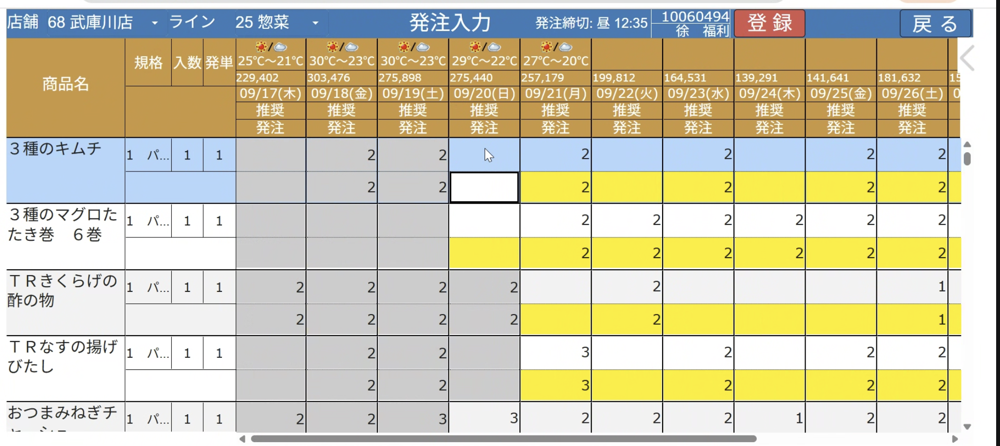 店舗 68 武庫川店 ライン 25 惣菜 発注入力 発注締切: 昼 12:35 10060494 登 録 戻 る
徐　福利
商品名 規格 入数 発単
25℃～21℃ 30℃～23℃ 30℃～23℃ 29℃～22℃ 27℃～20℃
229,402 303,476 275,898 275,440 257,179 199,812 164,531 139,291 141,641 181,632 15
09/17(木) 09/18(金) 09/19(土) 09/20(日) 09/21(月) 09/22(火) 09/23(水) 09/24(木) 09/25(金) 09/26(土) 0
推奨 推奨 推奨 推奨 推奨 推奨 推奨 推奨 推奨 推奨
発注 発注 発注 発注 発注 発注 発注 発注 発注 発注
３種のキムチ 1　パ... 1 1 2 2 2 2 2 2
2 2 2 2 2 2
３種のマグロた
たき巻　６巻 1　パ... 1 1 2 2 2 2 2 2
2 2 2 2 2 2
ＴＲきくらげの
酢の物 1　パ... 1 1 2 2 2 2 2 1
2 2 2 2 2 1
ＴＲなすの揚げ
びたし 1　パ... 1 1 2 2 3 2 2 2
2 2 3 2 2 2
おつまみねぎチ
1　パ... 1 1 2 2 3 3 2 2 2 1 2 2